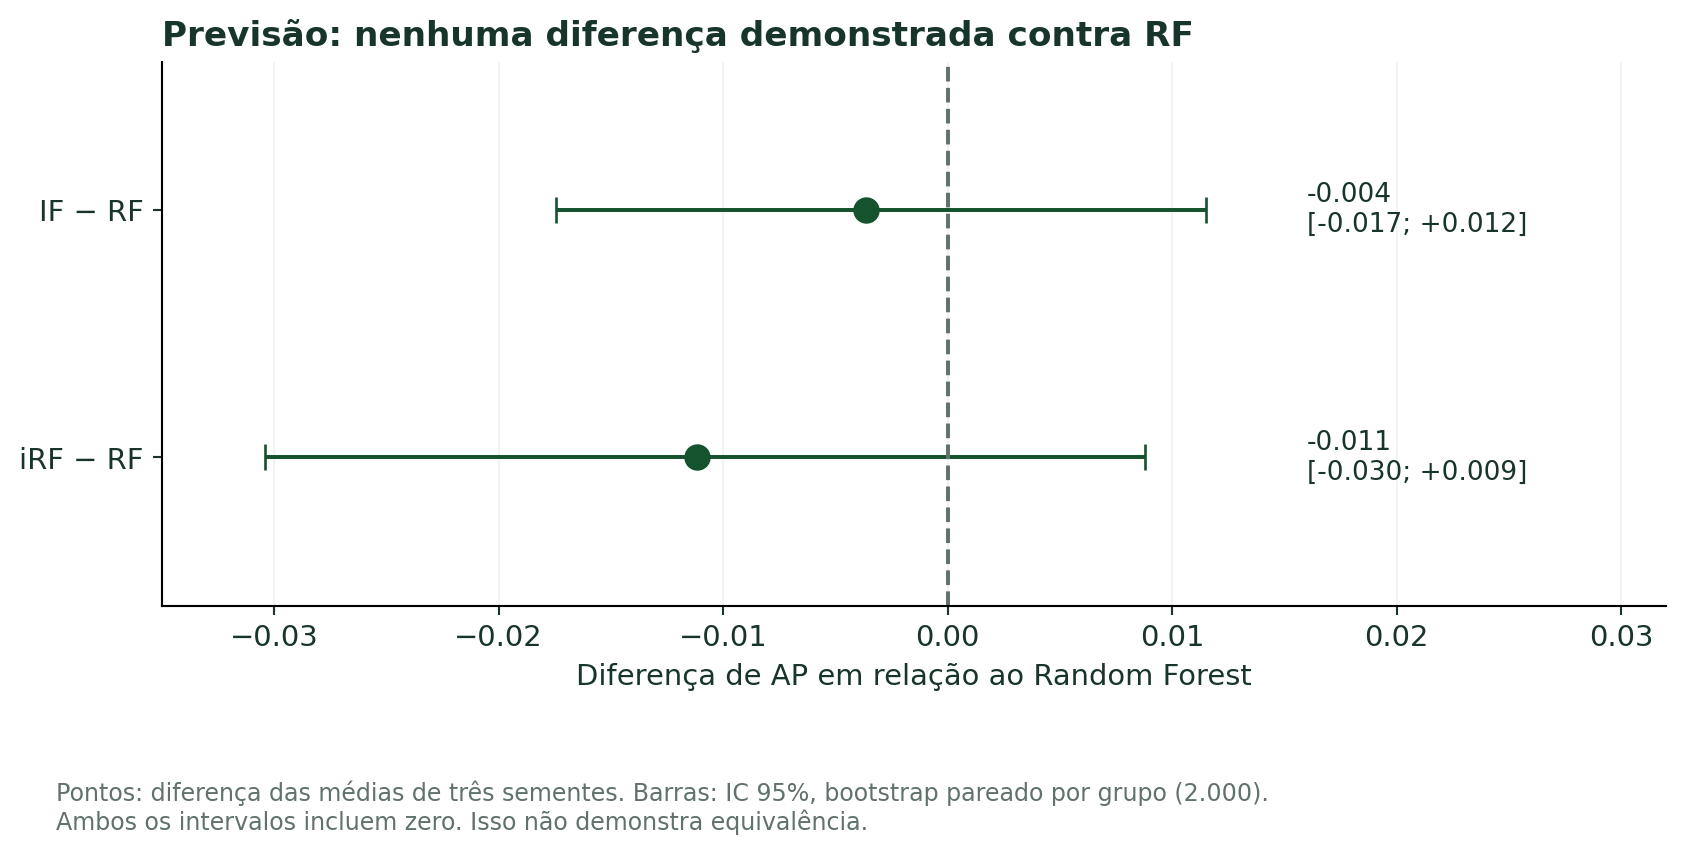 Previsão: nenhuma diferença demonstrada contra RF
IF − RF
-0.004
[-0.017; +0.012]
iRF − RF
-0.011
[-0.030; +0.009]
−0.03 −0.02 −0.01 0.00 0.01 0.02 0.03
Diferença de AP em relação ao Random Forest
Pontos: diferença das médias de três sementes. Barras: IC 95%, bootstrap pareado por grupo (2.000).
Ambos os intervalos incluem zero. Isso não demonstra equivalência.